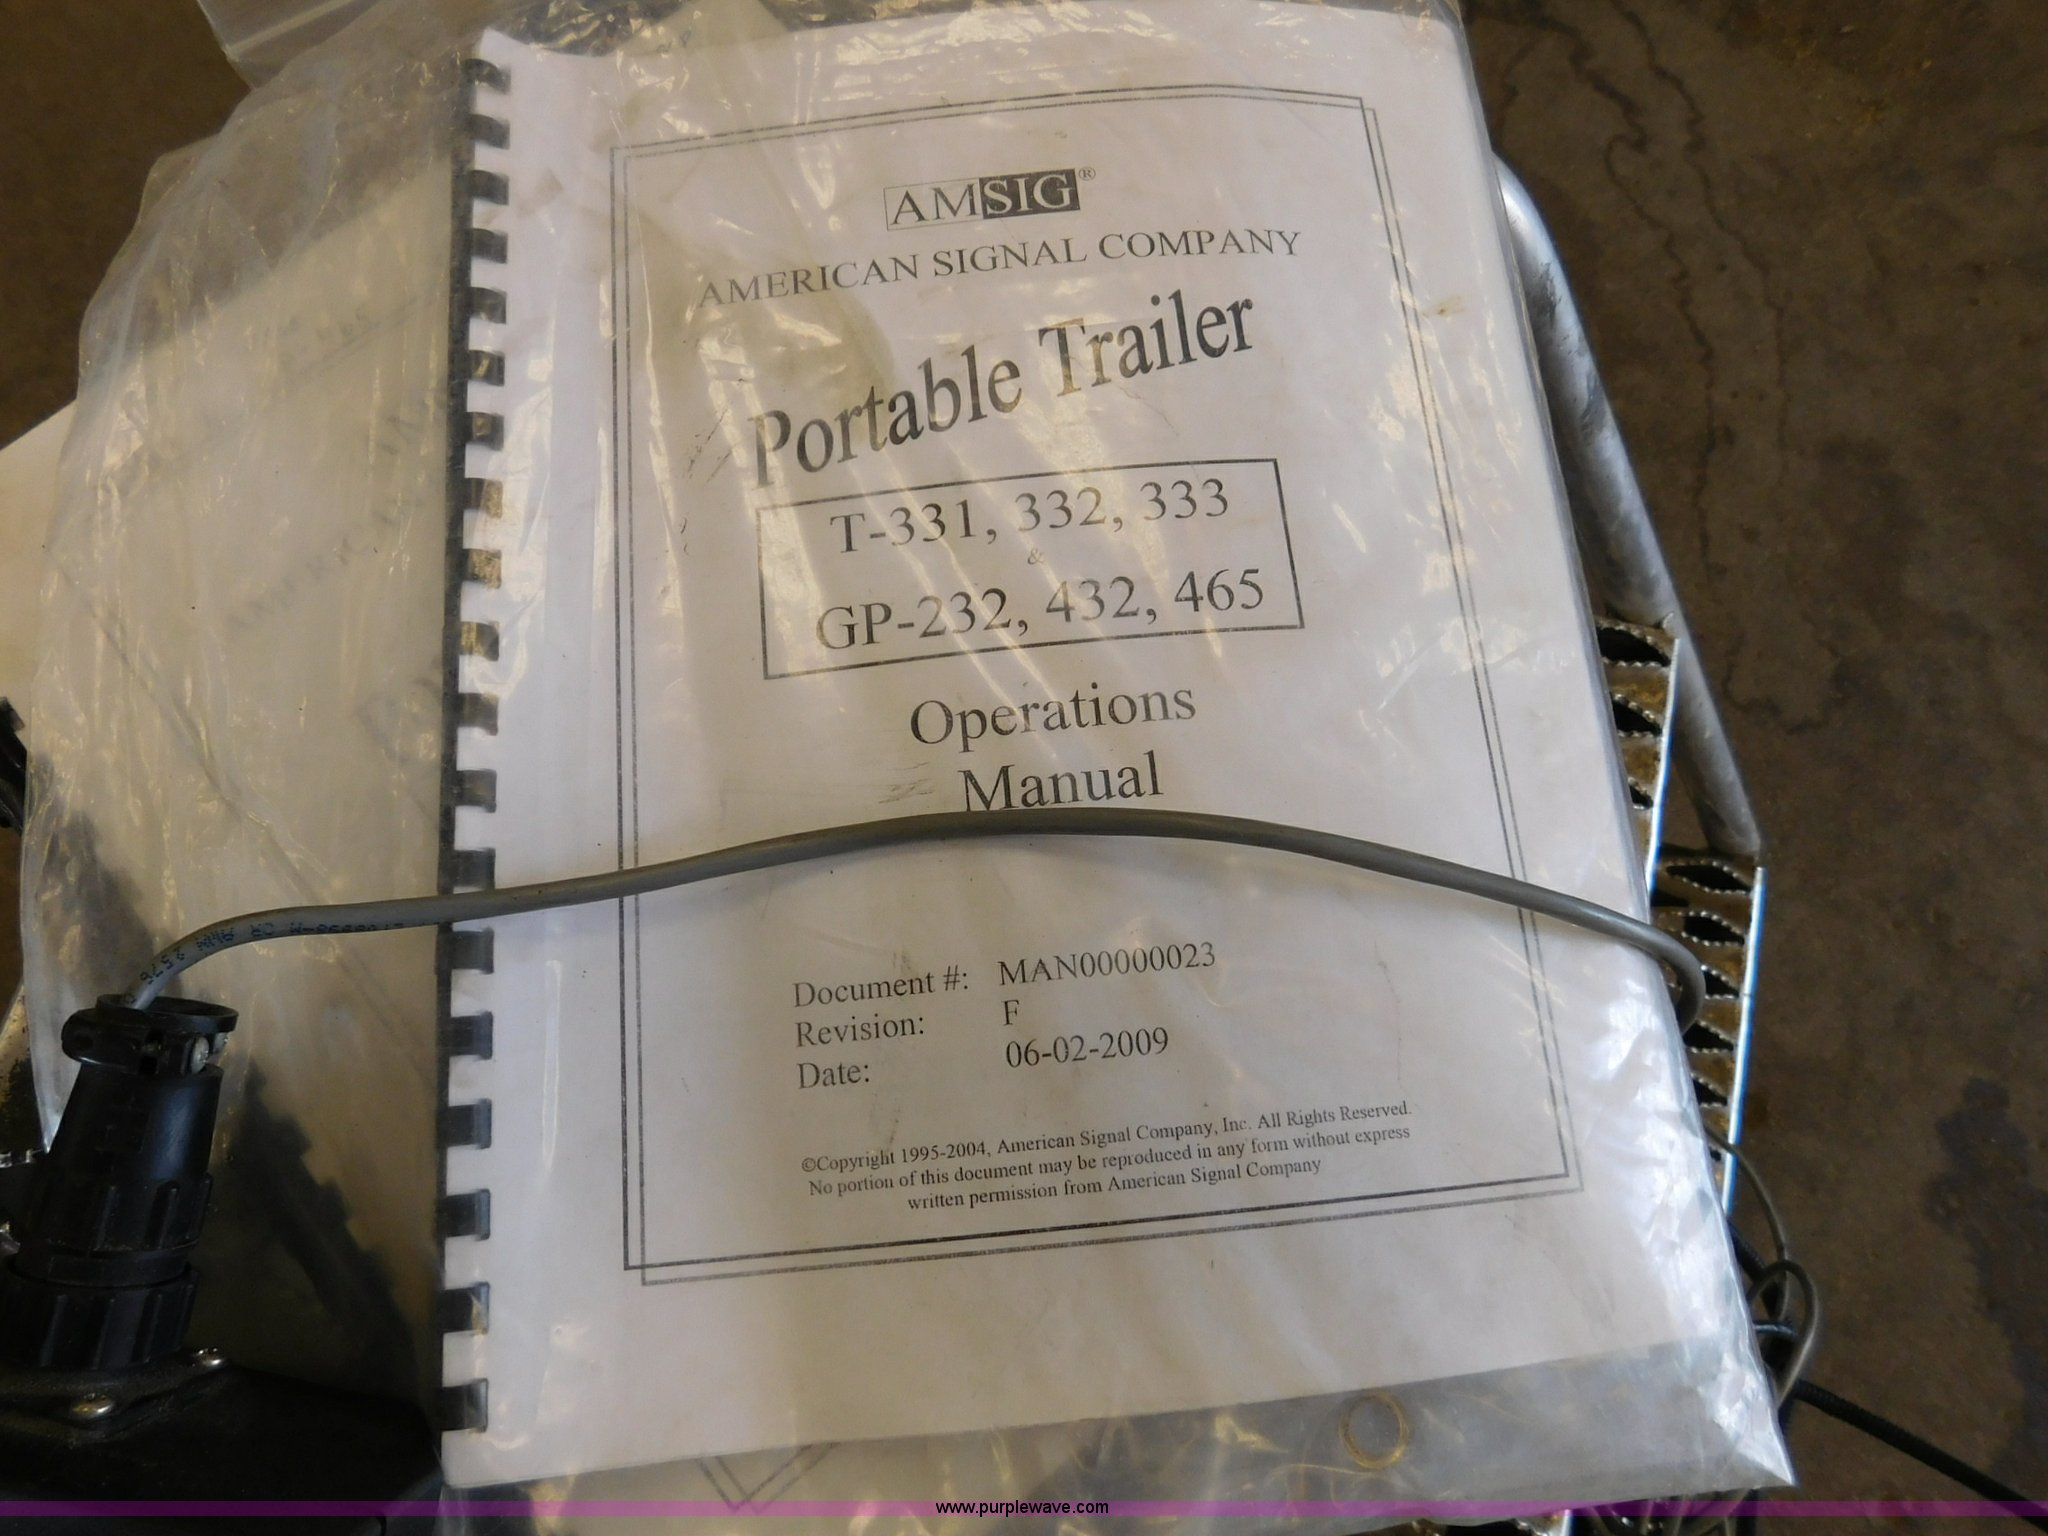 AMSIG®
AMERICAN SIGNAL COMPANY
Portable Trailer
T-331, 332, 333
&
GP-232, 432, 465
Operations
Manual
Document #: MAN00000023
Revision: F
Date: 06-02-2009
©Copyright 1995-2004, American Signal Company, Inc. All Rights Reserved.
No portion of this document may be reproduced in any form without express
written permission from American Signal Company
www.purplewave.com